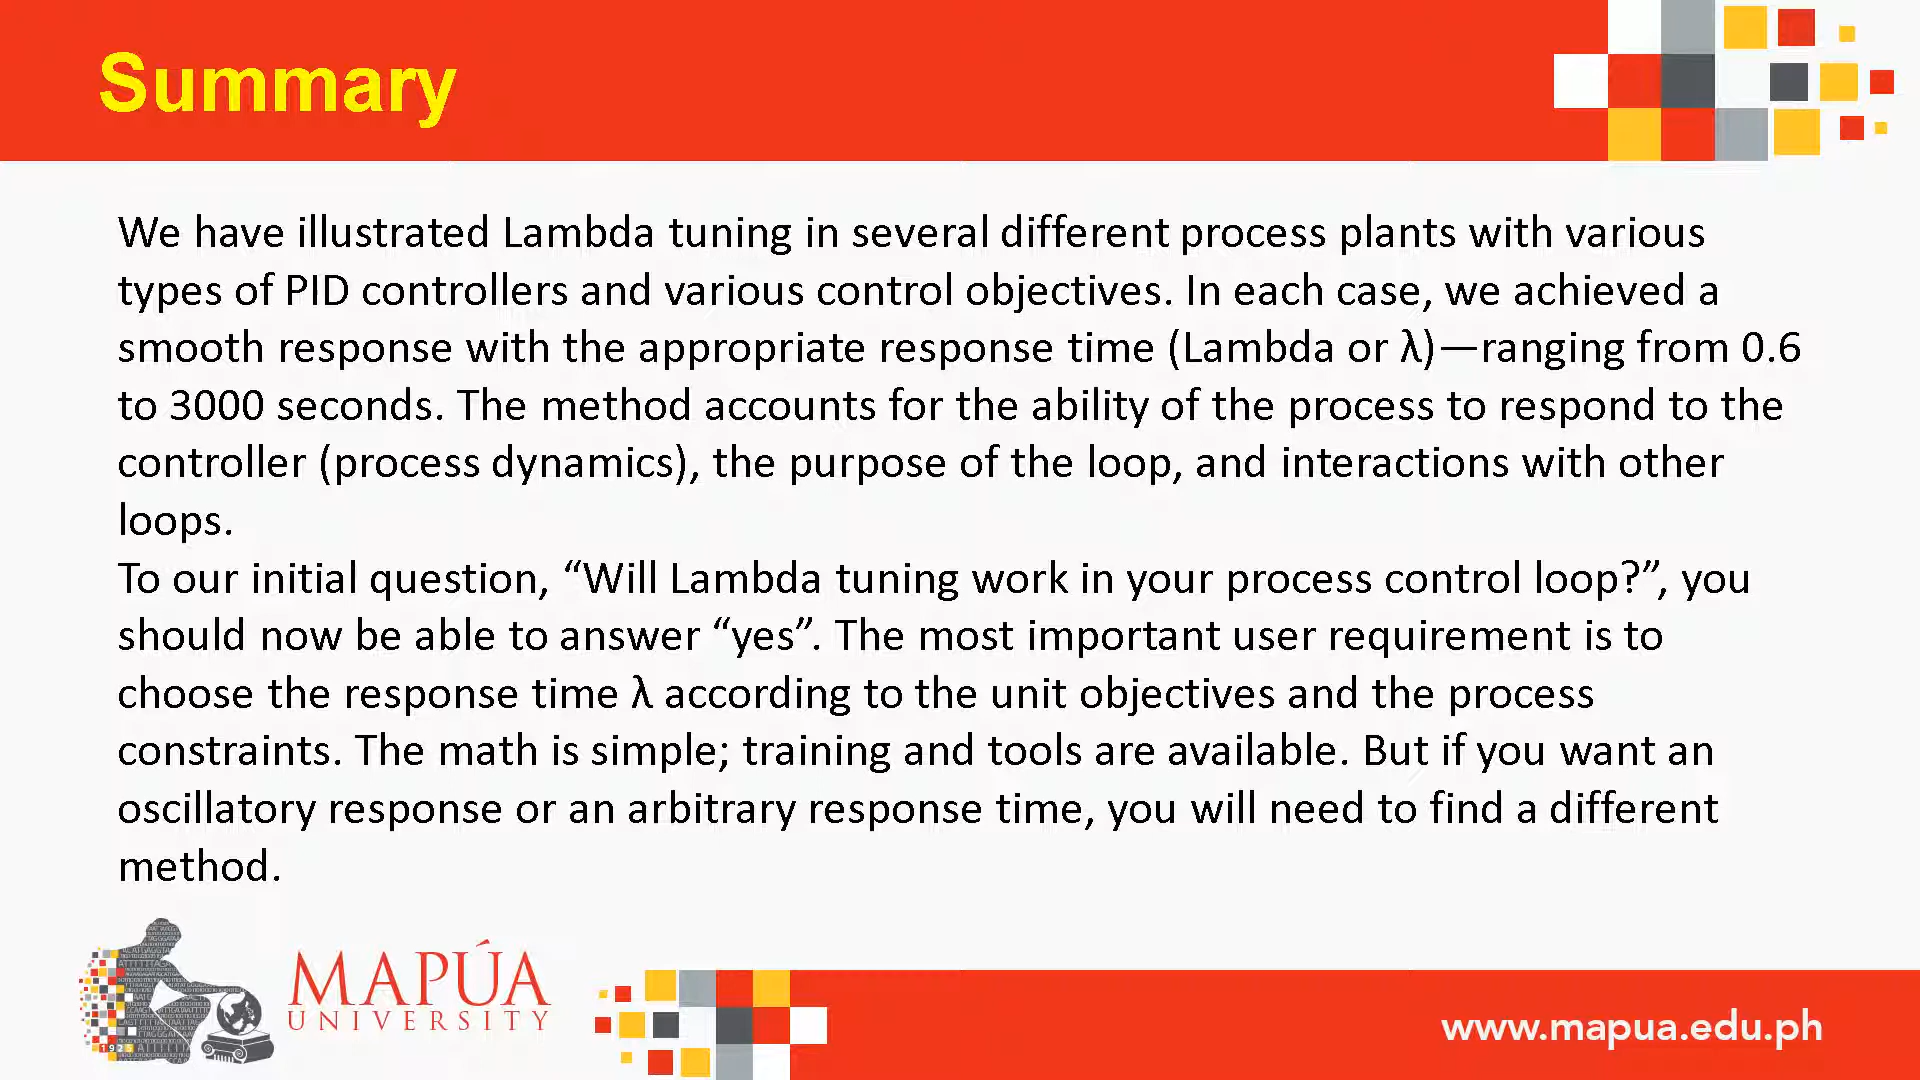 Summary
We have illustrated Lambda tuning in several different process plants with various
types of PID controllers and various control objectives. In each case, we achieved a
smooth response with the appropriate response time (Lambda or λ)—ranging from 0.6
to 3000 seconds. The method accounts for the ability of the process to respond to the
controller (process dynamics), the purpose of the loop, and interactions with other
loops.
To our initial question, “Will Lambda tuning work in your process control loop?”, you
should now be able to answer “yes”. The most important user requirement is to
choose the response time λ according to the unit objectives and the process
constraints. The math is simple; training and tools are available. But if you want an
oscillatory response or an arbitrary response time, you will need to find a different
method.
MAPÚA
UNIVERSITY
1925
www.mapua.edu.ph